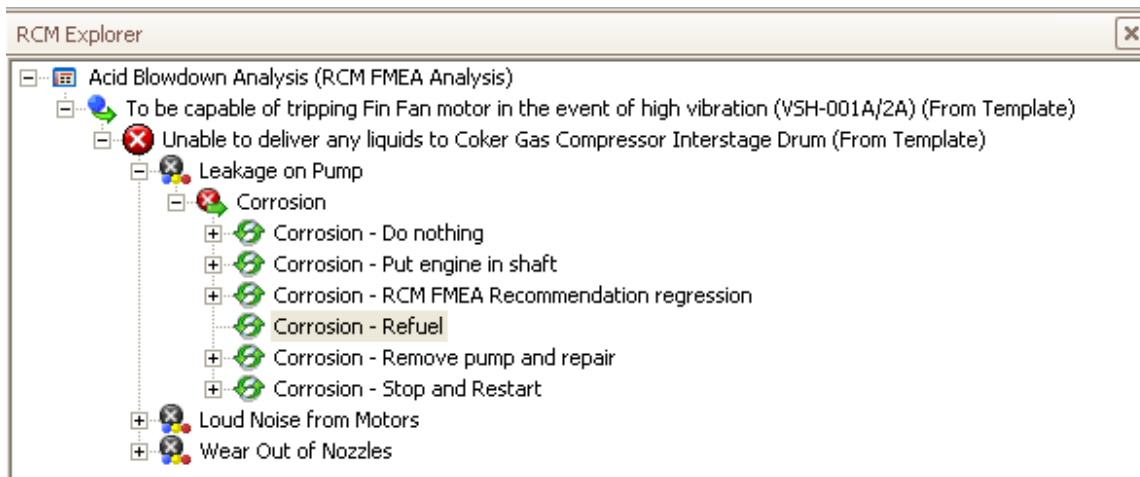 RCM Explorer
Acid Blowdown Analysis (RCM FMEA Analysis)
To be capable of tripping Fin Fan motor in the event of high vibration (VSH-001A/2A) (From Template)
Unable to deliver any liquids to Coker Gas Compressor Interstage Drum (From Template)
Leakage on Pump
Corrosion
Corrosion - Do nothing
Corrosion - Put engine in shaft
Corrosion - RCM FMEA Recommendation regression
Corrosion - Refuel
Corrosion - Remove pump and repair
Corrosion - Stop and Restart
Loud Noise from Motors
Wear Out of Nozzles